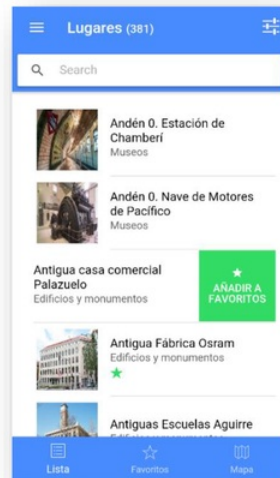 Lugares (381)
Search
Andén 0. Estación de
Chamberí
Museos
Andén 0. Nave de Motores
de Pacífico
Museos
Antigua casa comercial
Palazuelo
Edificios y monumentos
AÑADIR A
FAVORITOS
Antigua Fábrica Osram
Edificios y monumentos
Antiguas Escuelas Aguirre
Lista
Favoritos
Mapa